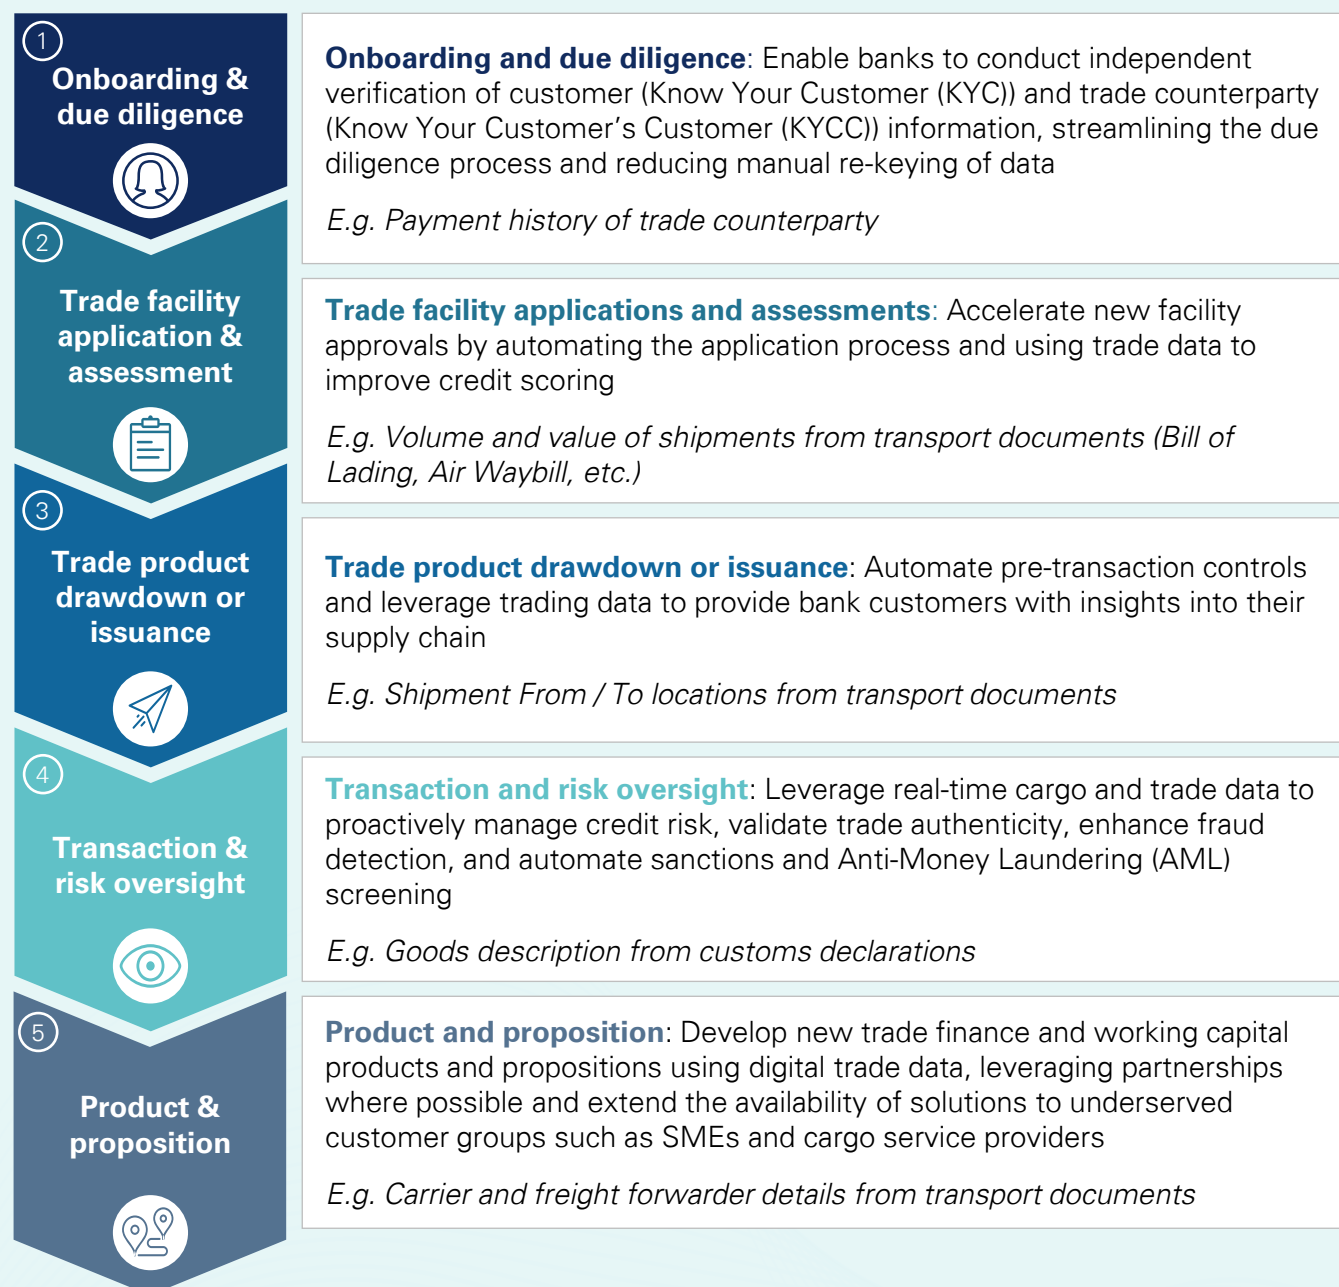 1
Onboarding &
due diligence
Onboarding and due diligence: Enable banks to conduct independent
verification of customer (Know Your Customer (KYC)) and trade counterparty
(Know Your Customer’s Customer (KYCC)) information, streamlining the due
diligence process and reducing manual re-keying of data
E.g. Payment history of trade counterparty
2
Trade facility
application &
assessment
Trade facility applications and assessments: Accelerate new facility
approvals by automating the application process and using trade data to
improve credit scoring
E.g. Volume and value of shipments from transport documents (Bill of
Lading, Air Waybill, etc.)
3
Trade product
drawdown or
issuance
Trade product drawdown or issuance: Automate pre-transaction controls
and leverage trading data to provide bank customers with insights into their
supply chain
E.g. Shipment From / To locations from transport documents
4
Transaction &
risk oversight
Transaction and risk oversight: Leverage real-time cargo and trade data to
proactively manage credit risk, validate trade authenticity, enhance fraud
detection, and automate sanctions and Anti-Money Laundering (AML)
screening
E.g. Goods description from customs declarations
5
Product &
proposition
Product and proposition: Develop new trade finance and working capital
products and propositions using digital trade data, leveraging partnerships
where possible and extend the availability of solutions to underserved
customer groups such as SMEs and cargo service providers
E.g. Carrier and freight forwarder details from transport documents